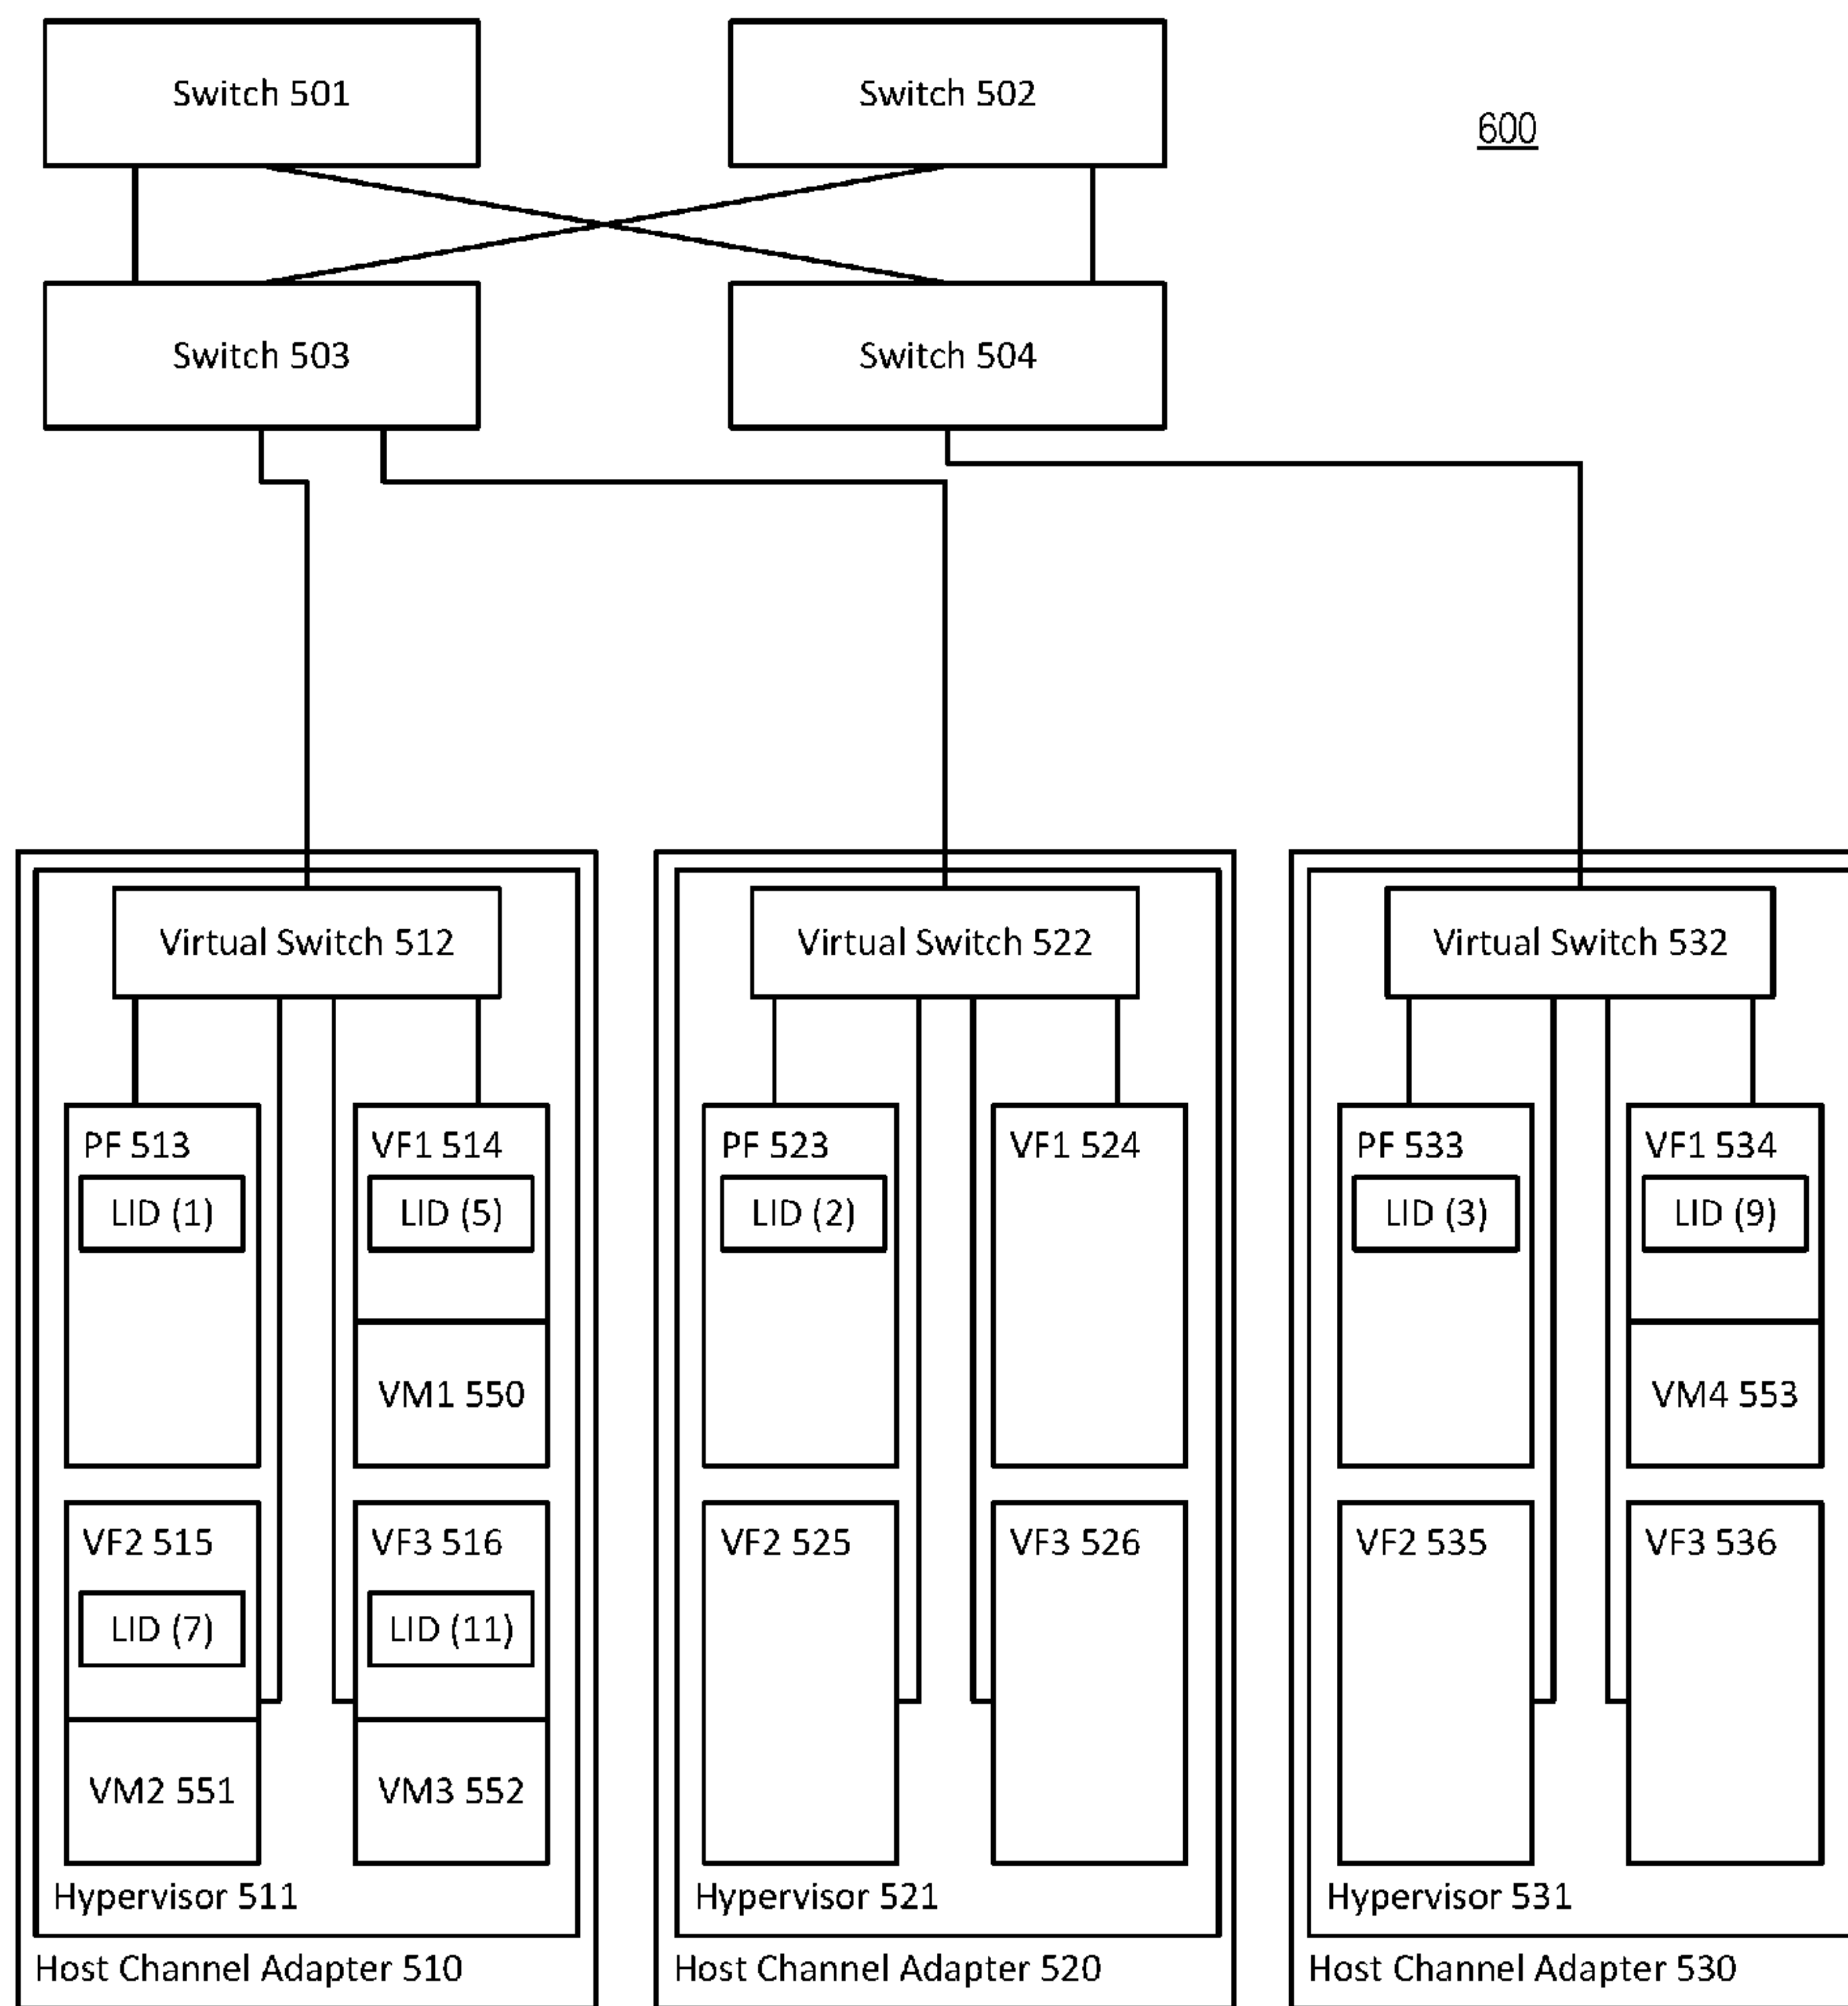 Switch 501
Switch 502
600
Switch 503
Switch 504
Virtual Switch 512
Virtual Switch 522
Virtual Switch 532
PF 513
LID (1)
VF1 514
LID (5)
VM1 550
PF 523
LID (2)
VF1 524
PF 533
LID (3)
VF1 534
LID (9)
VM4 553
VF2 515
LID (7)
VM2 551
VF3 516
LID (11)
VM3 552
VF2 525
VF3 526
VF2 535
VF3 536
Hypervisor 511
Hypervisor 521
Hypervisor 531
Host Channel Adapter 510
Host Channel Adapter 520
Host Channel Adapter 530